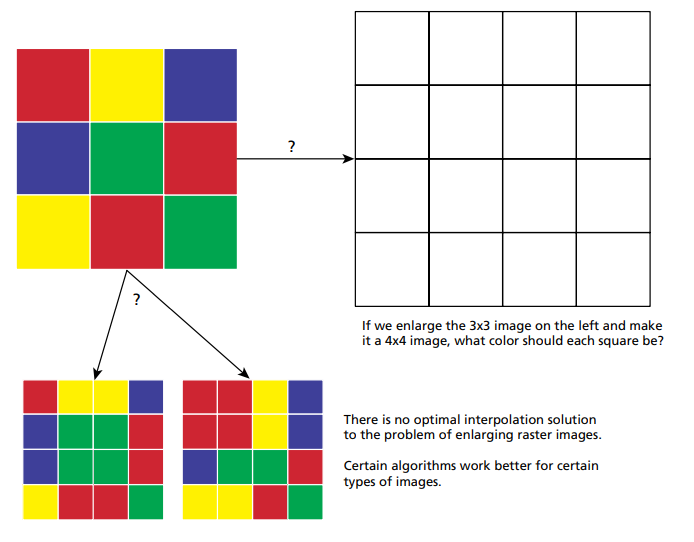 ?
If we enlarge the 3x3 image on the left and make
it a 4x4 image, what color should each square be?
?
There is no optimal interpolation solution
to the problem of enlarging raster images.
Certain algorithms work better for certain
types of images.